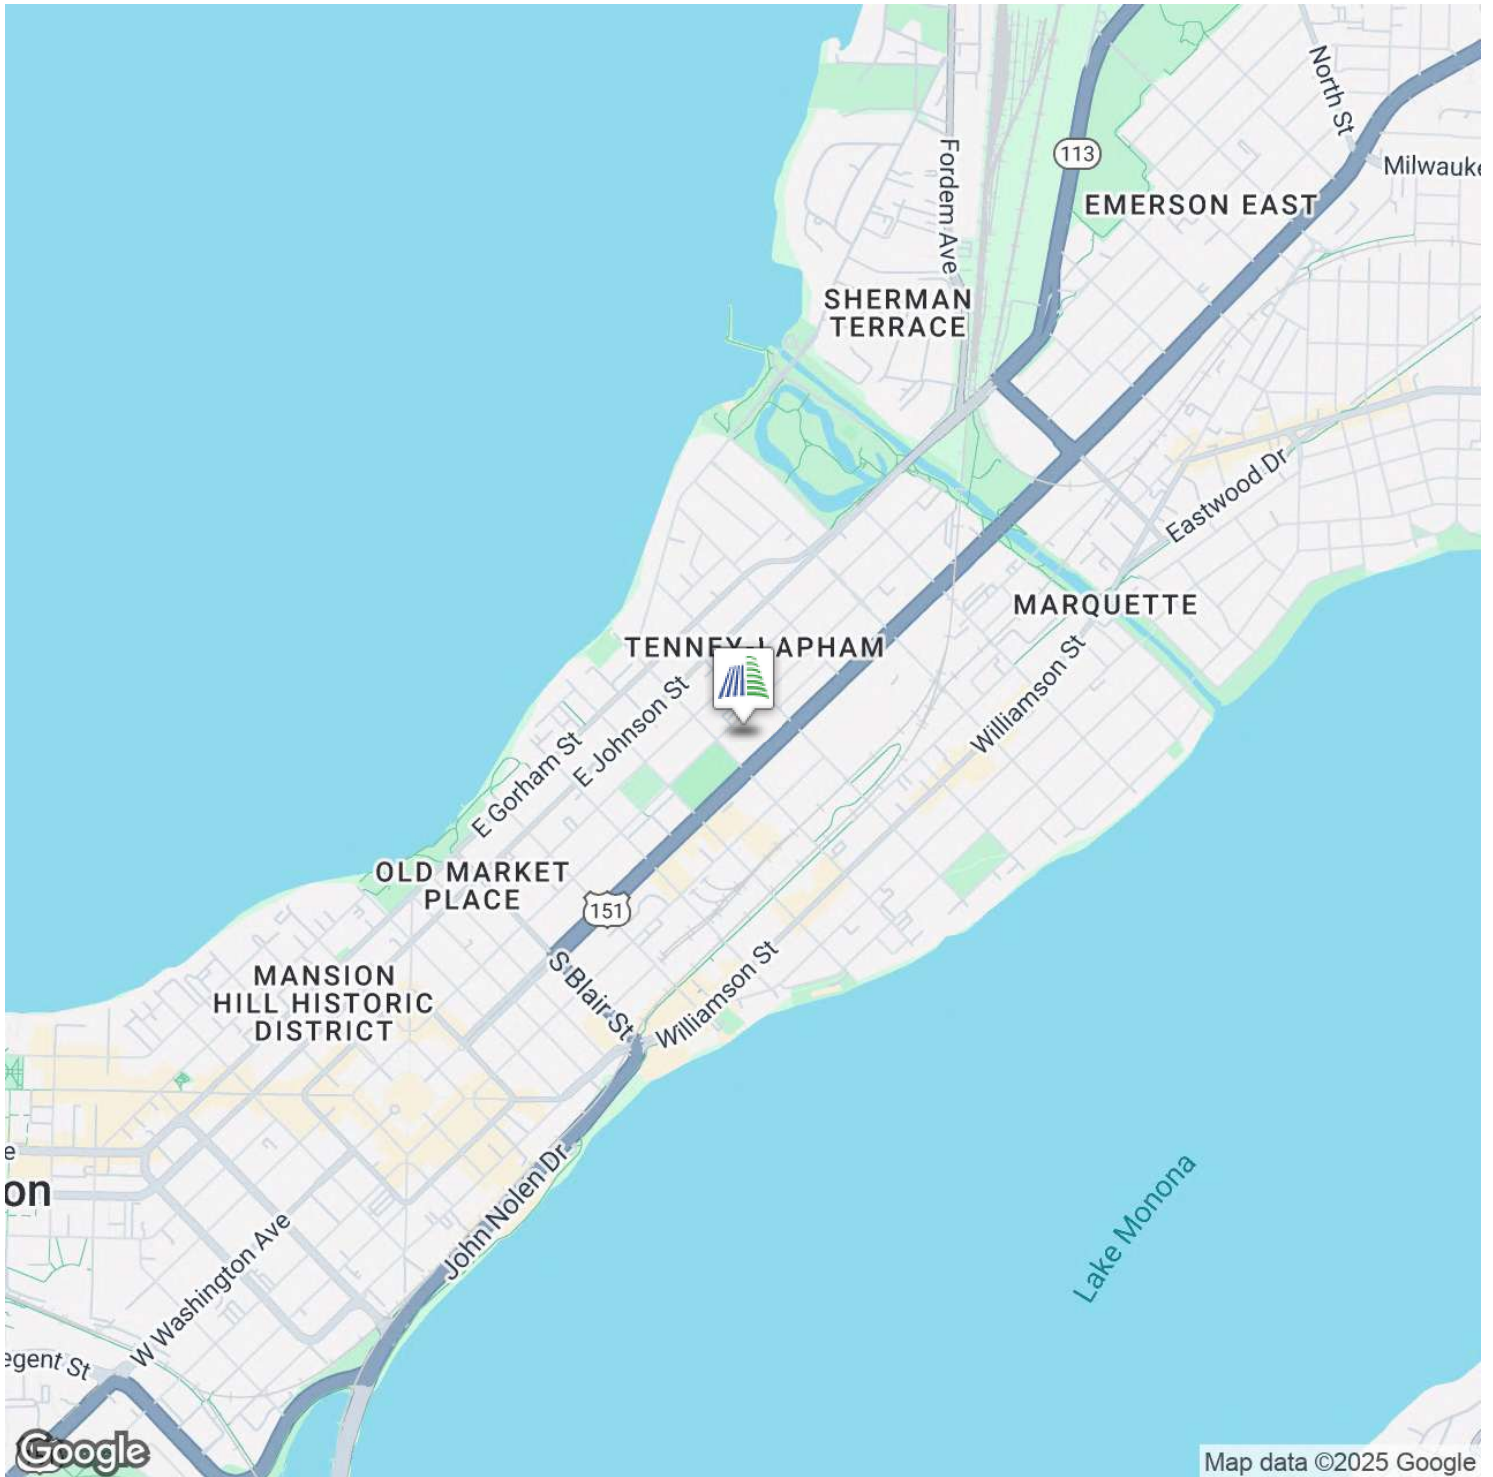 North St
Milwauke
113
Fordem Ave
EMERSON EAST
SHERMAN
TERRACE
Eastwood Dr
MARQUETTE
TENNEY-LAPHAM
Williamson St
E Johnson St
E Gorham St
OLD MARKET
PLACE
151
S Blair St
Williamson St
MANSION
HILL HISTORIC
DISTRICT
e
on
John Nolen Dr
Lake Monona
W Washington Ave
egent St
Google
Map data ©2025 Google